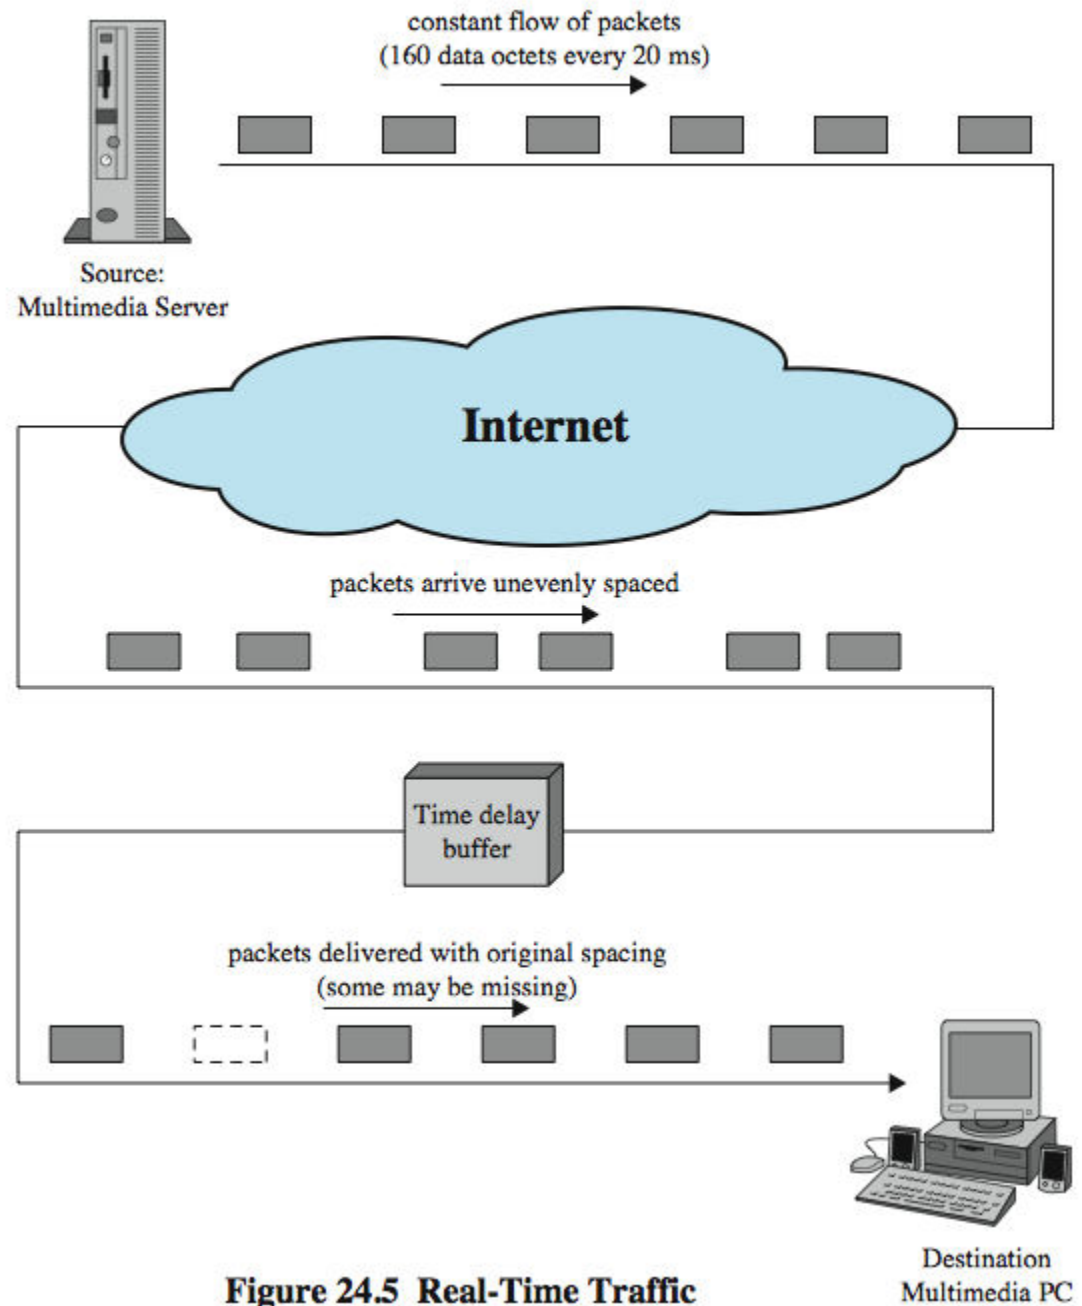 constant flow of packets
(160 data octets every 20 ms)
Source:
Multimedia Server
Internet
packets arrive unevenly spaced
Time delay
buffer
packets delivered with original spacing
(some may be missing)
Destination
Multimedia PC
Figure 24.5 Real-Time Traffic